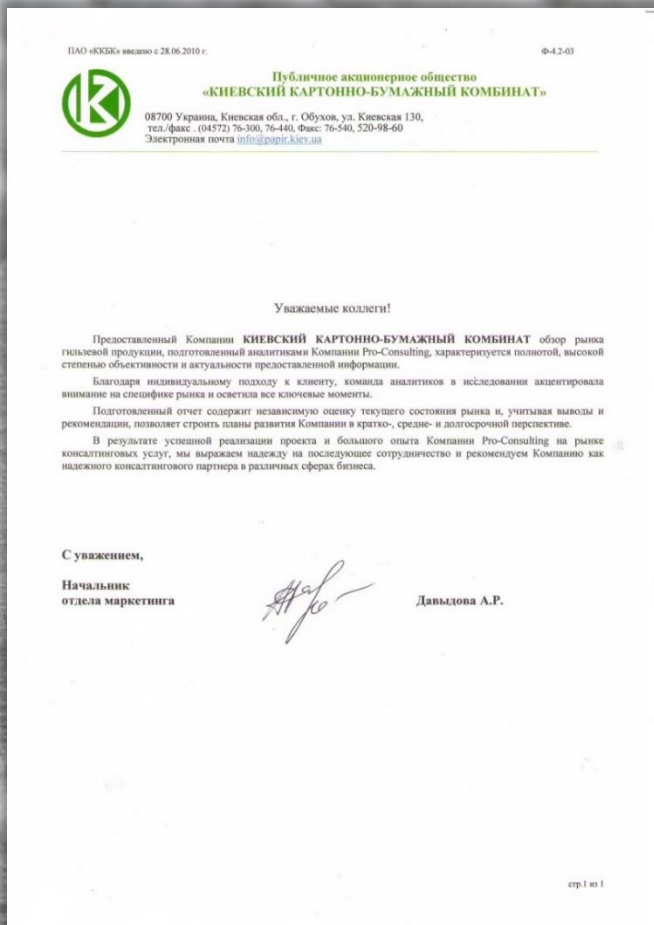 ПАО «ККБК» введено с 28.06.2010 г.
Ф-4.2-03
Публичное акционерное общество
«КИЕВСКИЙ КАРТОННО-БУМАЖНЫЙ КОМБИНАТ»
08700 Украина, Киевская обл., г. Обухов, ул. Киевская 130,
тел./факс . (04572) 76-300, 76-440, Факс: 76-540, 520-98-60
Электронная почта info@papir.kiev.ua
Уважаемые коллеги!
Предоставленный Компании КИЕВСКИЙ КАРТОННО-БУМАЖНЫЙ КОМБИНАТ обзор рынка
гильзевой продукции, подготовленный аналитиками Компании Pro-Consulting, характеризуется полнотой, высокой
степенью объективности и актуальности предоставленной информации.
Благодаря индивидуальному подходу к клиенту, команда аналитиков в исследовании акцентировала
внимание на специфике рынка и осветила все ключевые моменты.
Подготовленный отчет содержит независимую оценку текущего состояния рынка и, учитывая выводы и
рекомендации, позволяет строить планы развития Компании в кратко-, средне- и долгосрочной перспективе.
В результате успешной реализации проекта и большого опыта Компании Pro-Consulting на рынке
консалтинговых услуг, мы выражаем надежду на последующее сотрудничество и рекомендуем Компанию как
надежного консалтингового партнера в различных сферах бизнеса.
С уважением,
Начальник
отдела маркетинга
Давыдова А.Р.
стр.1 из 1